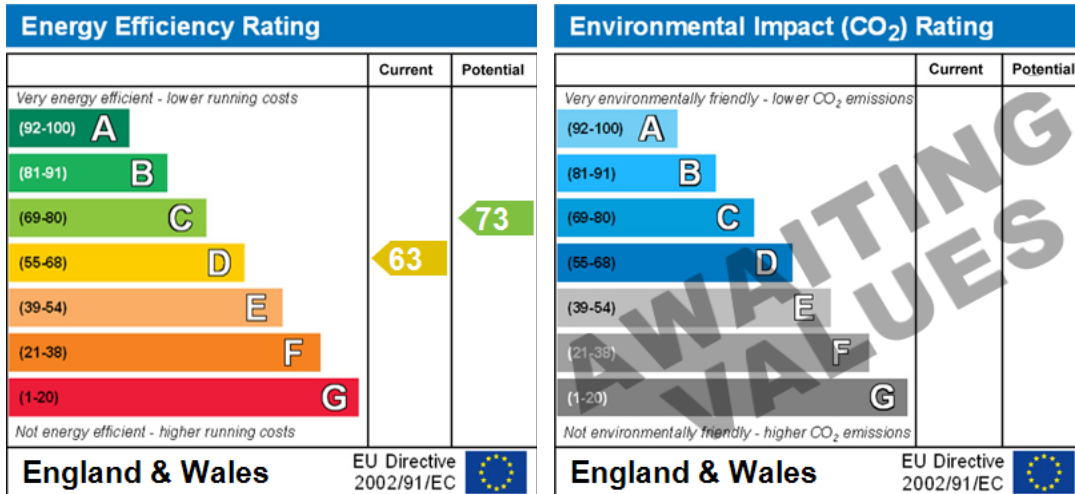 Energy Efficiency Rating
Current Potential
Very energy efficient - lower running costs
(92-100) A
(81-91) B
(69-80) C
73
(55-68) D
63
(39-54) E
(21-38) F
(1-20) G
Not energy efficient - higher running costs
England & Wales
EU Directive
2002/91/EC
Environmental Impact (CO₂) Rating
Current Potential
Very environmentally friendly - lower CO₂ emissions
(92-100) A
(81-91) B
(69-80) C
(55-68) D
(39-54) E
(21-38) F
(1-20) G
AWAITING
VALUES
Not environmentally friendly - higher CO₂ emissions
England & Wales
EU Directive
2002/91/EC